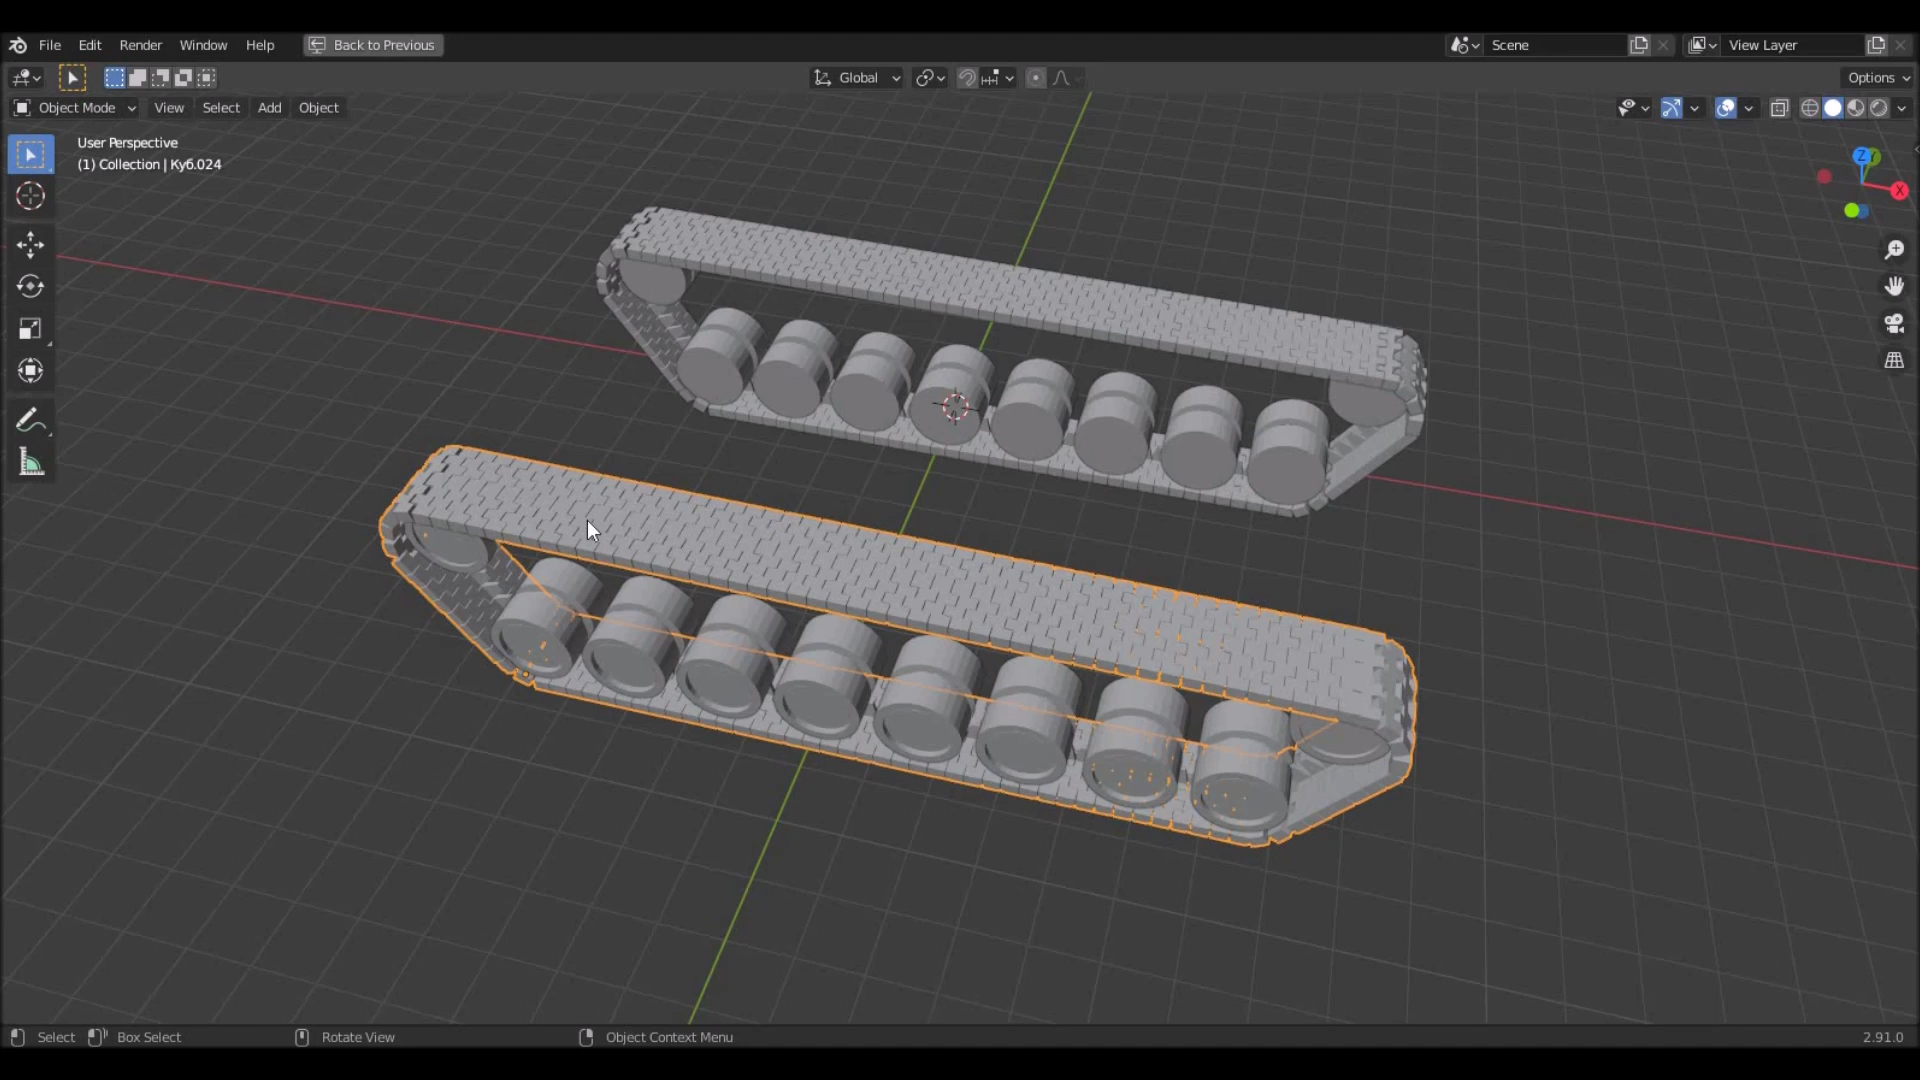 File Edit Render Window Help Back to Previous Scene View Layer
Global Options
Object Mode View Select Add Object
User Perspective
(1) Collection | Куб.024
Z Y
X
Select Box Select Rotate View Object Context Menu 2.91.0